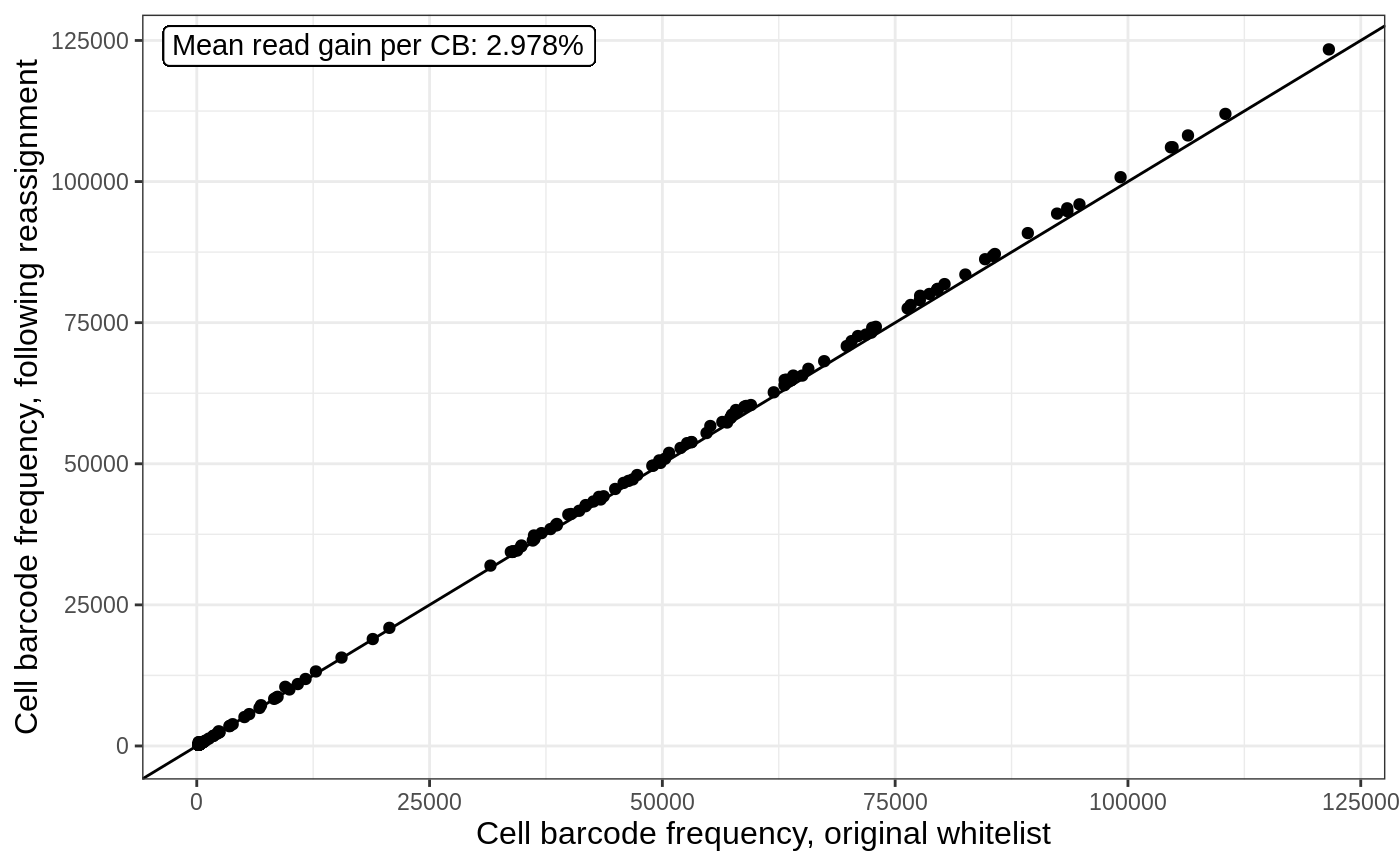 Mean read gain per CB: 2.978%
Cell barcode frequency, following reassignment
125000
100000
75000
50000
25000
0
0 25000 50000 75000 100000 125000
Cell barcode frequency, original whitelist